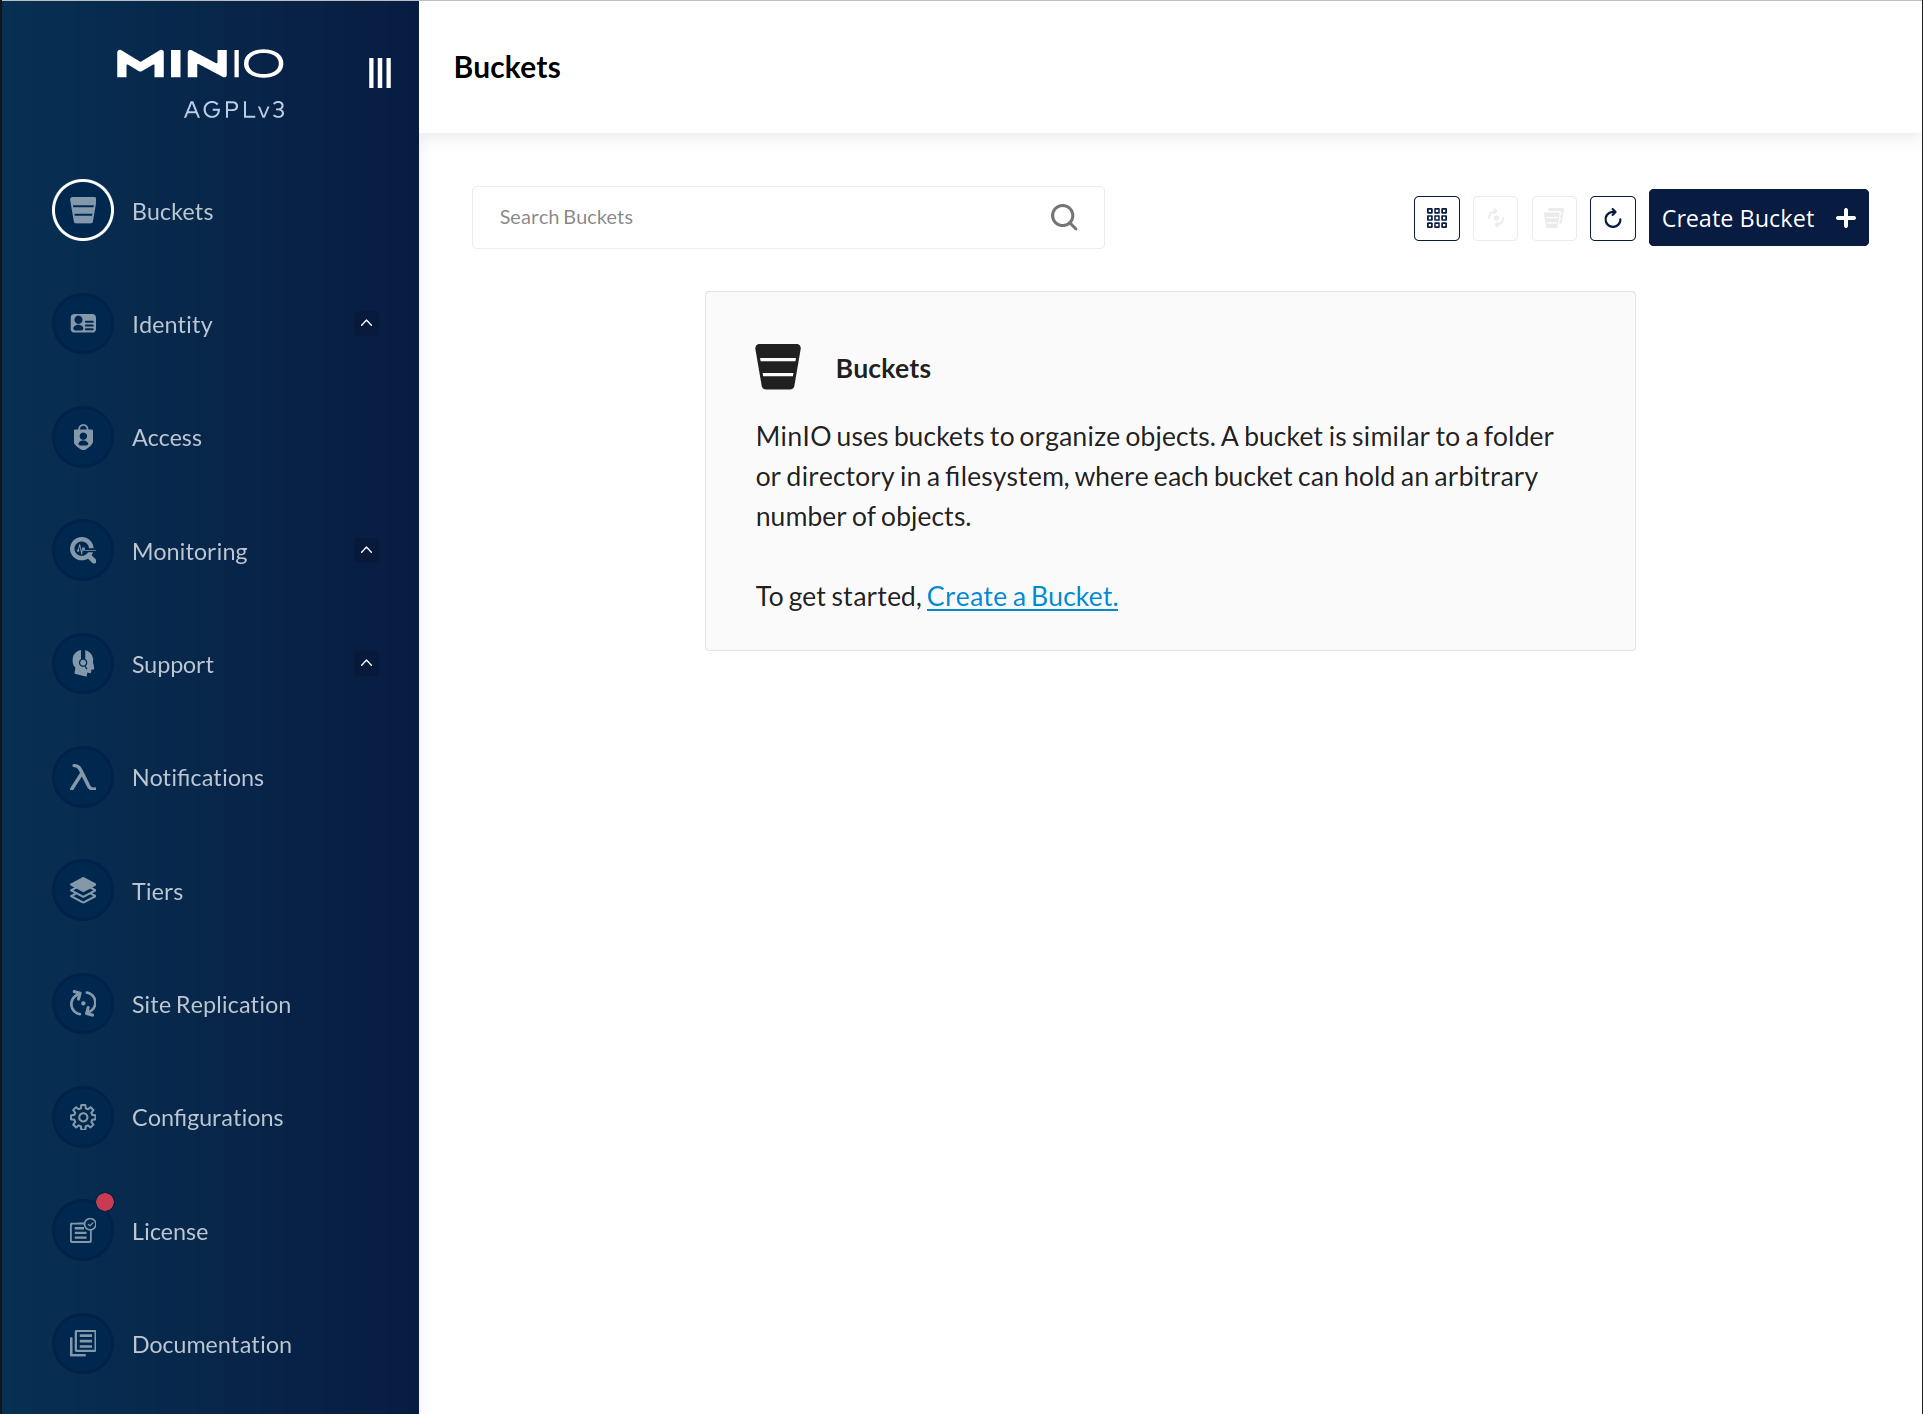 MINIO
AGPLv3
Buckets
Identity
Access
Monitoring
Support
Notifications
Tiers
Site Replication
Configurations
License
Documentation
Buckets
Search Buckets
Create Bucket
Buckets
MinIO uses buckets to organize objects. A bucket is similar to a folder
or directory in a filesystem, where each bucket can hold an arbitrary
number of objects.
To get started, Create a Bucket.